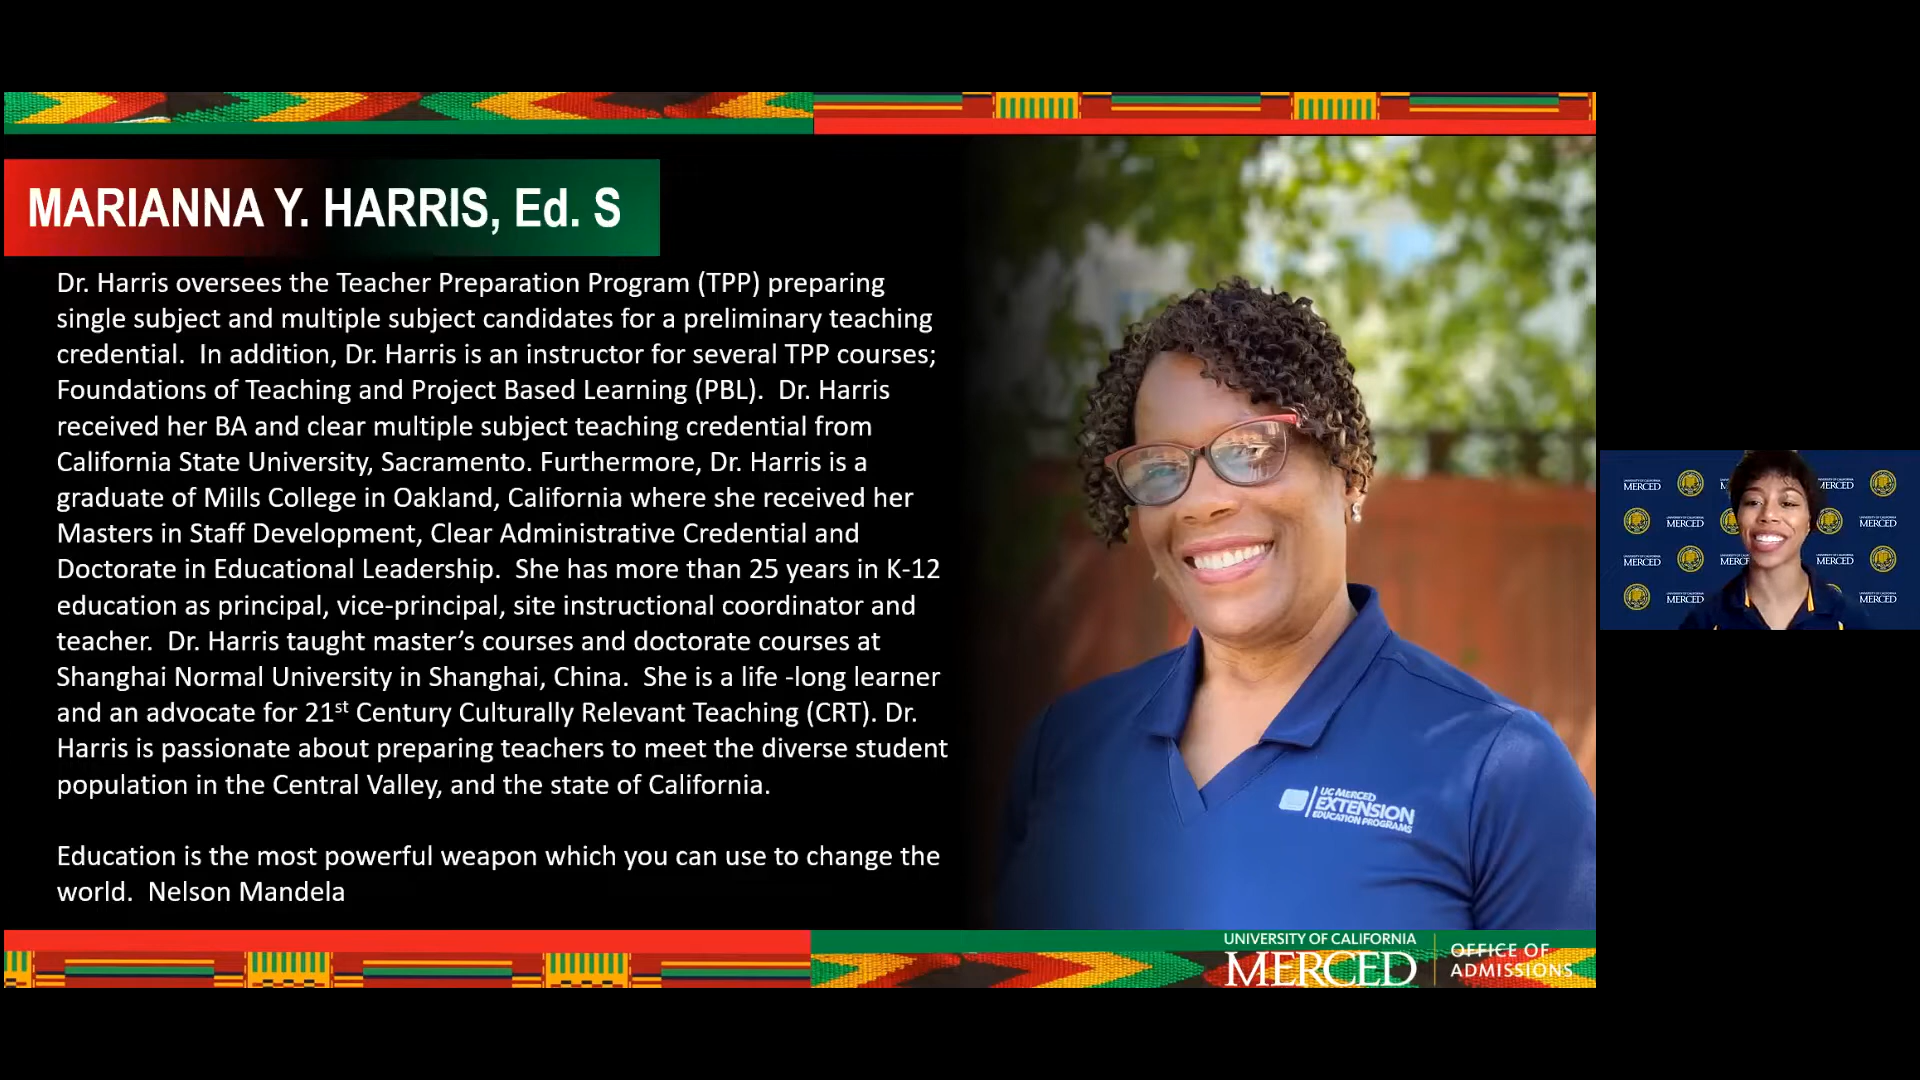 MARIANNA Y. HARRIS, Ed. S
Dr. Harris oversees the Teacher Preparation Program (TPP) preparing
single subject and multiple subject candidates for a preliminary teaching
credential.  In addition, Dr. Harris is an instructor for several TPP courses;
Foundations of Teaching and Project Based Learning (PBL).  Dr. Harris
received her BA and clear multiple subject teaching credential from
California State University, Sacramento. Furthermore, Dr. Harris is a
graduate of Mills College in Oakland, California where she received her
Masters in Staff Development, Clear Administrative Credential and
Doctorate in Educational Leadership.  She has more than 25 years in K-12
education as principal, vice-principal, site instructional coordinator and
teacher.  Dr. Harris taught master’s courses and doctorate courses at
Shanghai Normal University in Shanghai, China.  She is a life -long learner
and an advocate for 21st Century Culturally Relevant Teaching (CRT). Dr.
Harris is passionate about preparing teachers to meet the diverse student
population in the Central Valley, and the state of California.
Education is the most powerful weapon which you can use to change the
world.  Nelson Mandela
UC MERCED
EXTENSION
EDUCATION PROGRAMS
UNIVERSITY OF CALIFORNIA
MERCED
OFFICE OF
ADMISSIONS
MERCED
MERCED
MERCED
MERCED
MERCED
MERCED
MERCED
MERCED